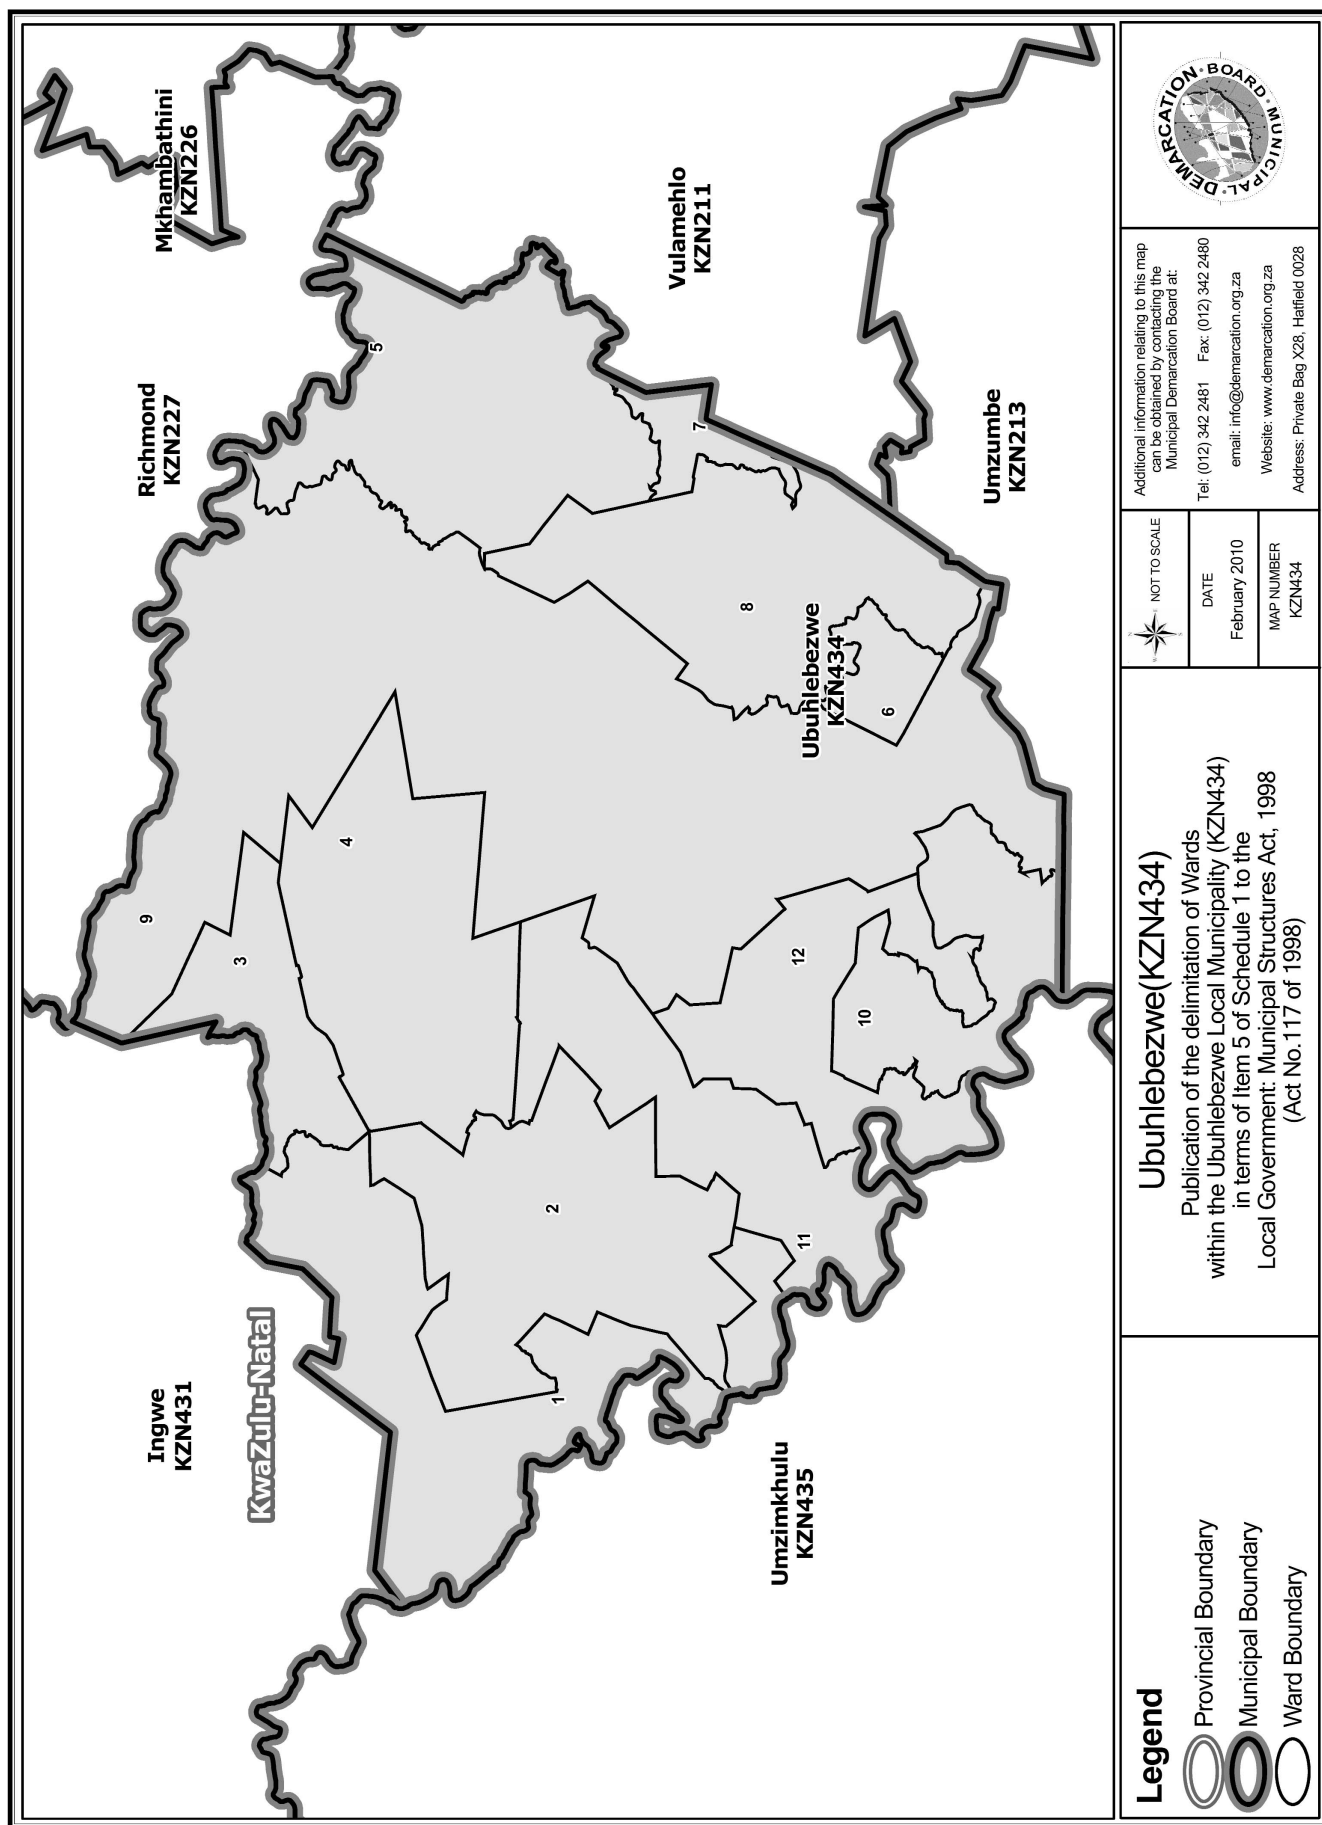 Mkhambathini
KZN226
Richmond
KZN227
Ingwe
KZN431
KwaZulu-Natal
Vulamehlo
KZN211
Umzumbe
KZN213
Umzimkhulu
KZN435
Ubuhlebezwe
KZN434
1
2
3
4
5
6
7
8
9
10
11
12
Legend
Provincial Boundary
Municipal Boundary
Ward Boundary
Ubuhlebezwe(KZN434)
Publication of the delimitation of Wards
within the Ubuhlebezwe Local Municipality (KZN434)
in terms of Item 5 of Schedule 1 to the
Local Government: Municipal Structures Act, 1998
(Act No.117 of 1998)
NOT TO SCALE
DATE
February 2010
MAP NUMBER
KZN434
Additional information relating to this map
can be obtained by contacting the
Municipal Demarcation Board at:
Tel: (012) 342 2481 Fax: (012) 342 2480
email: info@demarcation.org.za
Website: www.demarcation.org.za
Address: Private Bag X28, Hatfield 0028
MUNICIPAL · DEMARCATION · BOARD